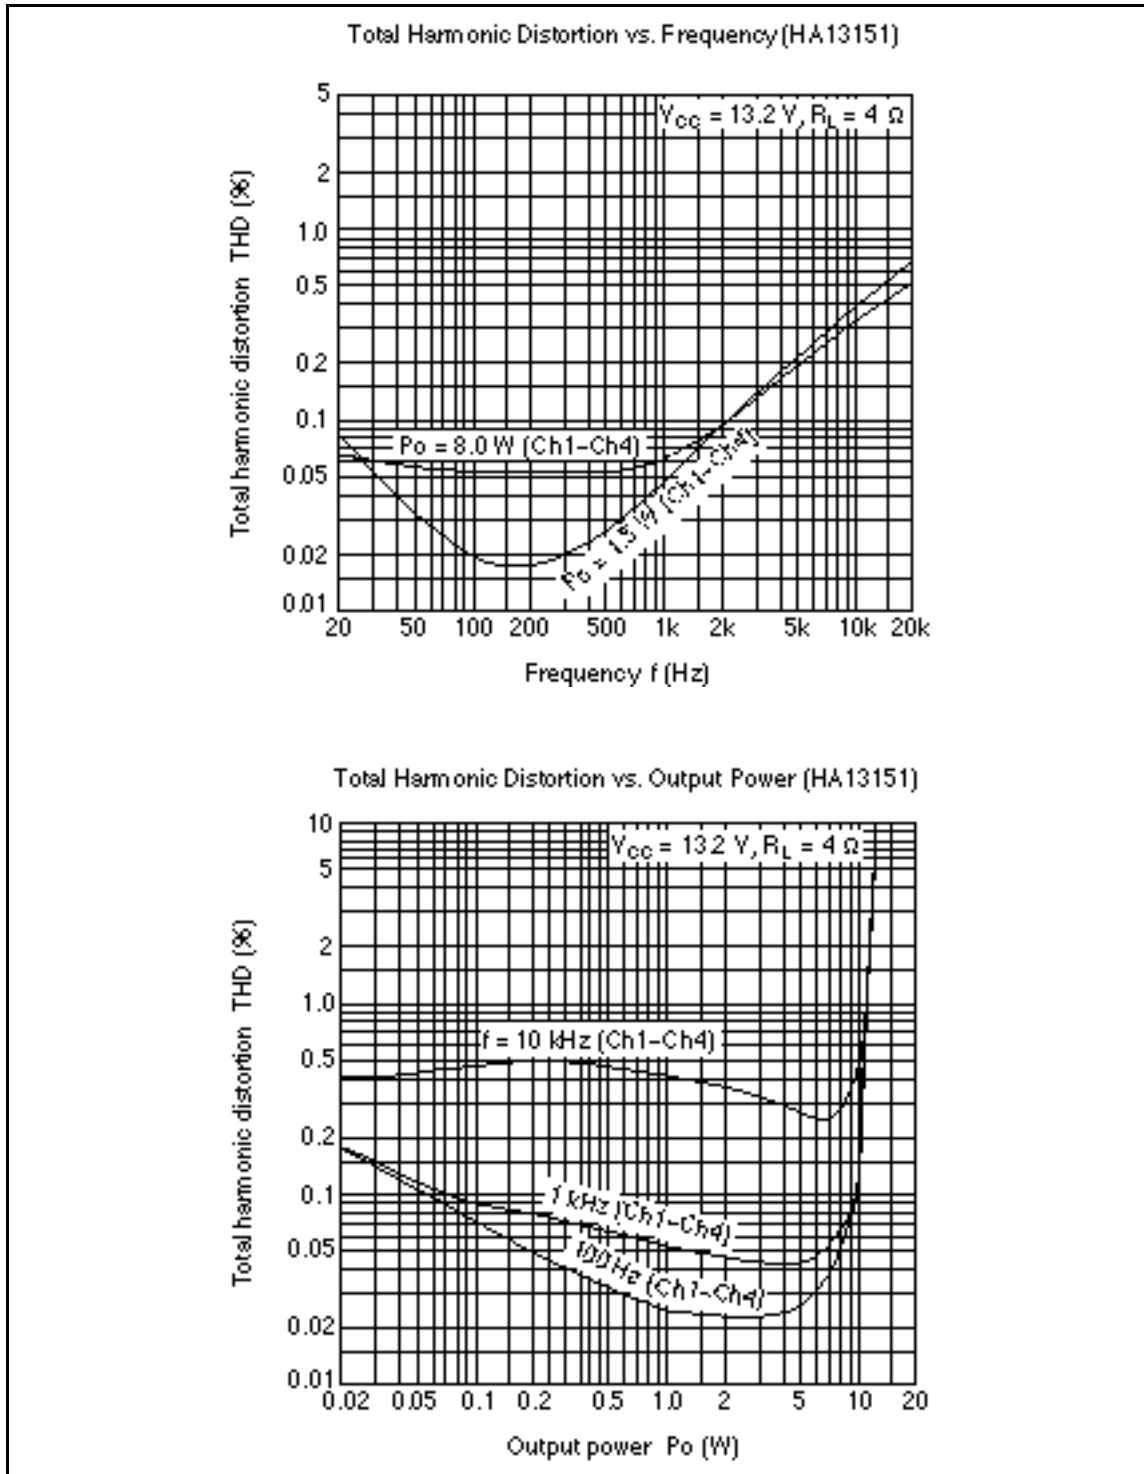 Total Harmonic Distortion vs. Frequency (HA13151)
V_CC = 13.2 V, R_L = 4 Ω
Total harmonic distortion THD (%)
5
2
1.0
0.5
0.2
0.1
0.05
0.02
0.01
Po = 8.0 W (Ch1–Ch4)
Po = 1.5 W (Ch1–Ch4)
20 50 100 200 500 1k 2k 5k 10k 20k
Frequency f (Hz)
Total Harmonic Distortion vs. Output Power (HA13151)
V_CC = 13.2 V, R_L = 4 Ω
Total harmonic distortion THD (%)
10
5
2
1.0
0.5
0.2
0.1
0.05
0.02
0.01
f = 10 kHz (Ch1–Ch4)
1 kHz (Ch1–Ch4)
100 Hz (Ch1–Ch4)
0.02 0.05 0.1 0.2 0.5 1.0 2 5 10 20
Output power Po (W)